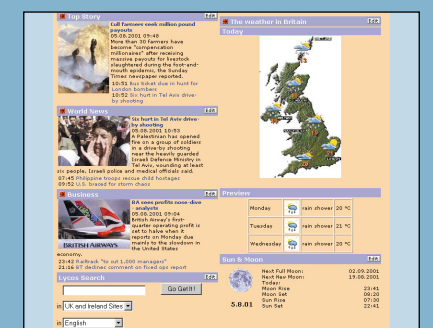 Top Story
Edit
Cull farmers seek million pound
payouts
05.08.2001 09:48
More than 30 farmers have
become "compensation
millionaires" after receiving
massive payouts for livestock
slaughtered during the foot-and-
mouth epidemic, the Sunday
Times newspaper reported.
10:51 Bus ticket due in hunt for
London bombers
10:52 Six hurt in Tel Aviv drive-
by shooting
World News
Edit
Six hurt in Tel Aviv drive-
by shooting
05.08.2001 10:53
A Palestinian has opened
fire on a group of soldiers
in a drive-by shooting
near the heavily guarded
Israeli Defence Ministry in
Tel Aviv, wounding at least
six people, Israeli police and medical officials said.
07:45 Philippine troops rescue child hostages
09:52 U.S. braced for storm chaos
Business
Edit
BA sees profits nose-dive
- analysts
05.08.2001 09:04
British Airway's first-
quarter operating profit is
set to halve when it
reports on Monday due
mainly to the slowdown in
the United States
economy.
BRITISH AIRWAYS
23:42 Railtrack "to cut 1,000 managers"
21:16 BT declines comment on fixed ops report
Lycos Search
Edit
Go Get It!
in UK and Ireland Sites
in English
The weather in Britain
Edit
Today
Preview
Monday rain shower 20 °C
Tuesday rain shower 21 °C
Wednesday rain shower 20 °C
Sun & Moon
Edit
5.8.01
Next Full Moon: 02.09.2001
Next New Moon: 19.08.2001
Today:
Moon Rise 23:41
Moon Set 08:20
Sun Rise 07:30
Sun Set 22:41